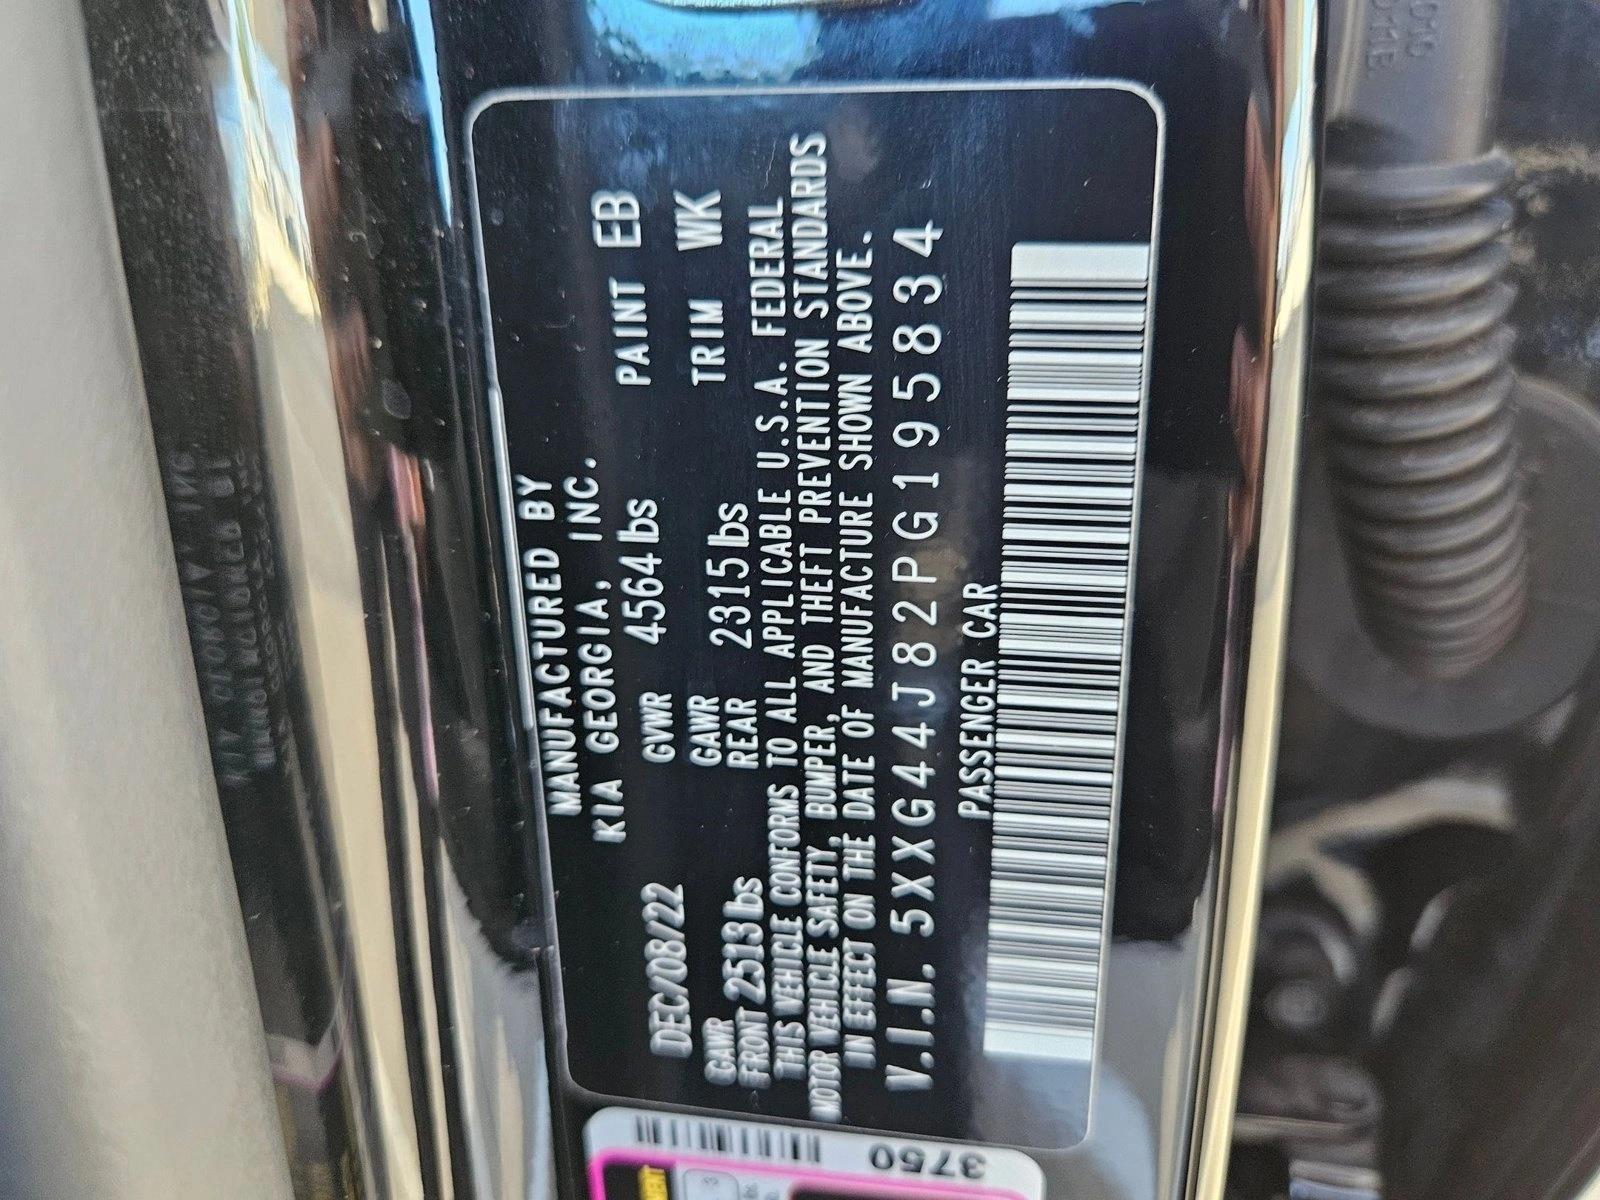 MANUFACTURED BY
KIA GEORGIA, INC.
DEC/08/22 GVWR 4564 lbs PAINT EB
GAWR FRONT 2513 lbs GAWR REAR 2315 lbs TRIM WK
THIS VEHICLE CONFORMS TO ALL APPLICABLE U.S.A. FEDERAL
MOTOR VEHICLE SAFETY, BUMPER, AND THEFT PREVENTION STANDARDS
IN EFFECT ON THE DATE OF MANUFACTURE SHOWN ABOVE.
V.I.N. 5XXG44J82PG195834
PASSENGER CAR
3750